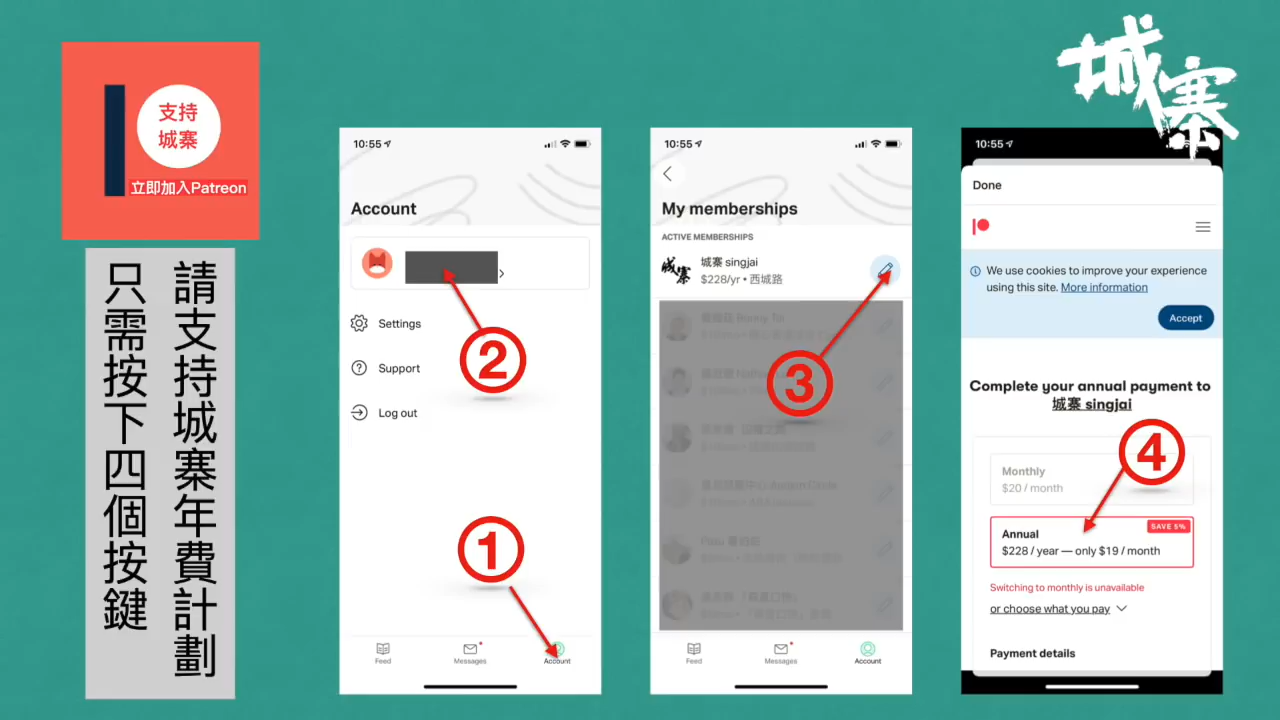 支持
城寨
立即加入Patreon
請支持城寨年費計劃
只需按下四個按鍵
10:55
Account
Settings
Support
Log out
Feed
Messages
Account
②
①
10:55
My memberships
ACTIVE MEMBERSHIPS
城寨 singjai
$228/yr • 西城路
③
Feed
Messages
Account
城寨
10:55
Done
We use cookies to improve your experience
using this site. More information
Accept
Complete your annual payment to
城寨 singjai
④
Monthly
$20 / month
SAVE 5%
Annual
$228 / year — only $19 / month
Switching to monthly is unavailable
or choose what you pay
Payment details